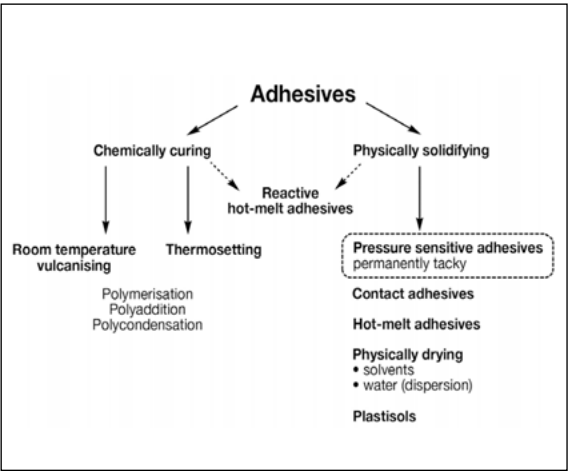 Adhesives
Chemically curing
Physically solidifying
Reactive
hot-melt adhesives
Room temperature
vulcanising
Thermosetting
Polymerisation
Polyaddition
Polycondensation
Pressure sensitive adhesives
permanently tacky
Contact adhesives
Hot-melt adhesives
Physically drying
• solvents
• water (dispersion)
Plastisols